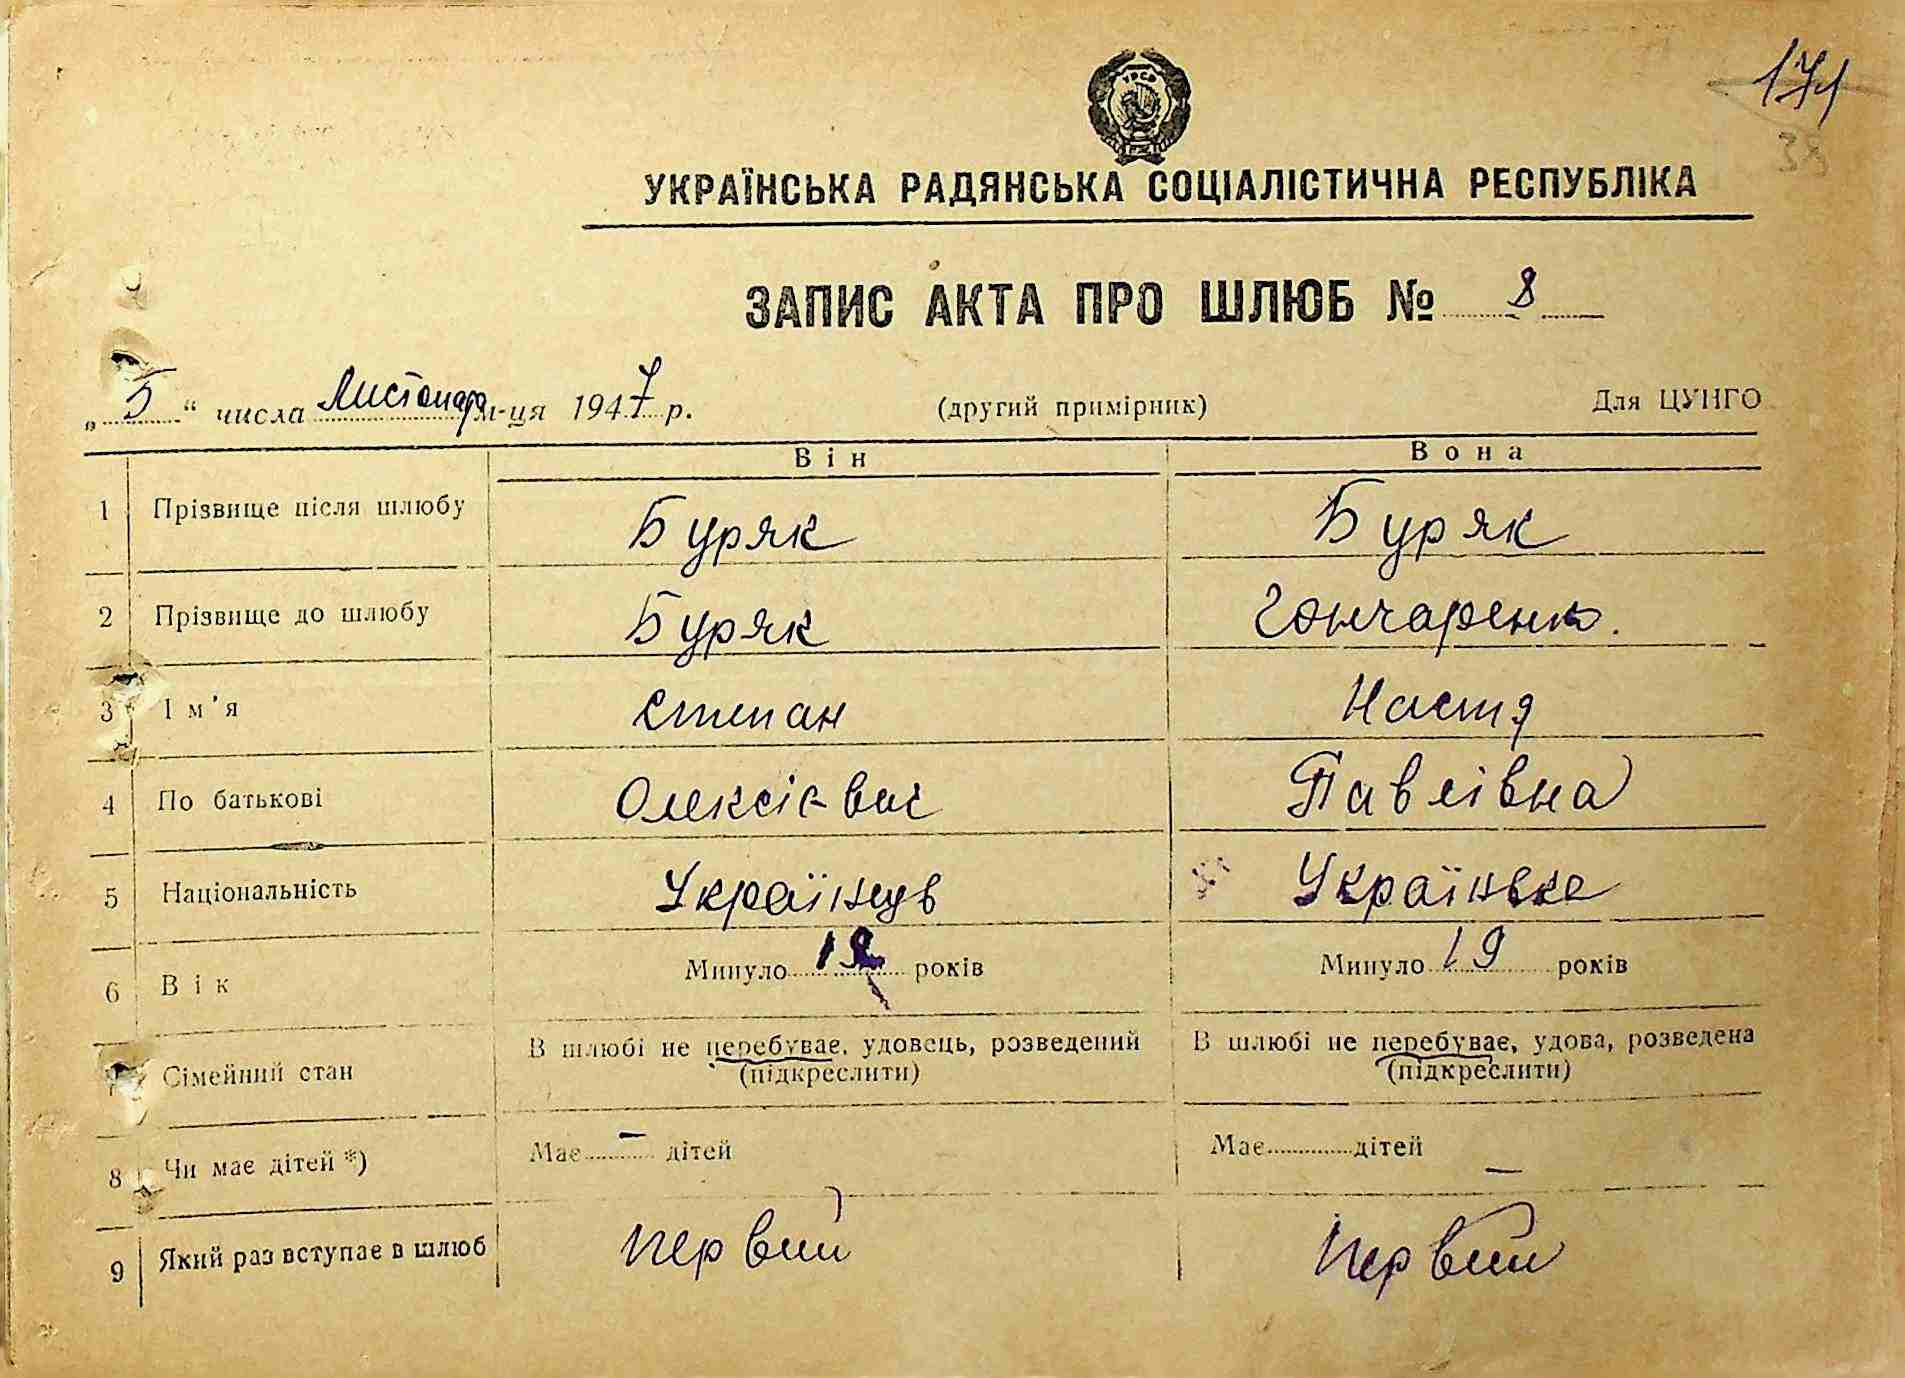 171
38
УРСР
УКРАЇНСЬКА РАДЯНСЬКА СОЦІАЛІСТИЧНА РЕСПУБЛІКА
ЗАПИС АКТА ПРО ШЛЮБ № 8
„5“ числа Листопада м-ця 1947 р. (другий примірник) Для ЦУНГО
Він Вона
1 Прізвище після шлюбу Буряк Буряк
2 Прізвище до шлюбу Буряк Гончаренко.
3 Ім'я Степан Настя
4 По батькові Олексієвич Павлівна
5 Національність Українець Українка
6 Вік Минуло років Минуло 19 років
7 Сімейний стан В шлюбі не перебуває, удовець, розведений (підкреслити) В шлюбі не перебуває, удова, розведена (підкреслити)
8 Чи має дітей *) Має — дітей Має дітей —
9 Який раз вступає в шлюб первий первий